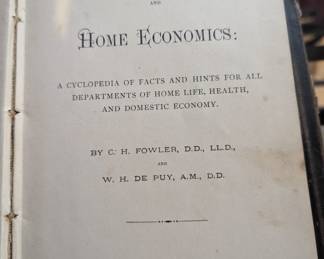 AND
HOME ECONOMICS:
A CYCLOPEDIA OF FACTS AND HINTS FOR ALL
DEPARTMENTS OF HOME LIFE, HEALTH,
AND DOMESTIC ECONOMY.
BY C. H. FOWLER, D.D., LL.D.,
AND
W. H. DE PUY, A.M., D.D.